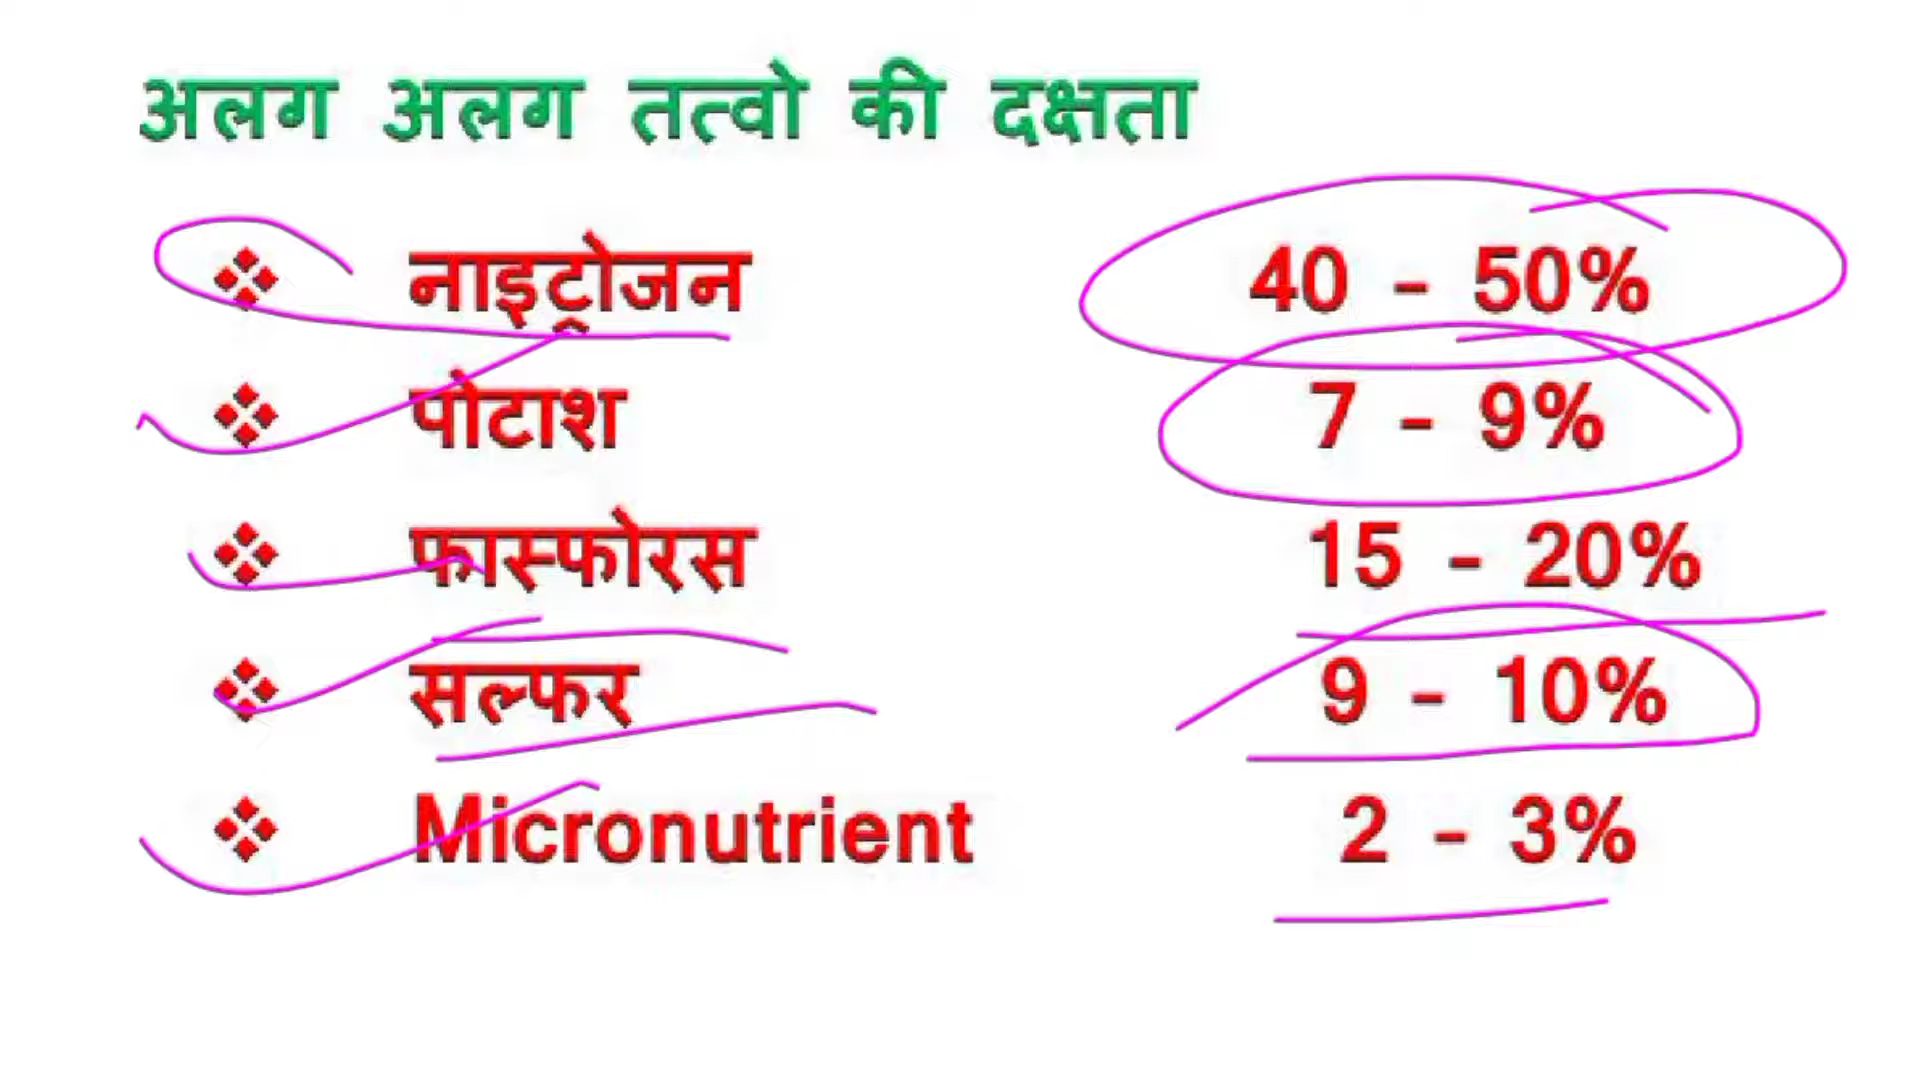 अलग अलग तत्वो की दक्षता
❖ नाइट्रोजन 40 - 50%
❖ पोटाश 7 - 9%
❖ फास्फोरस 15 - 20%
❖ सल्फर 9 - 10%
❖ Micronutrient 2 - 3%